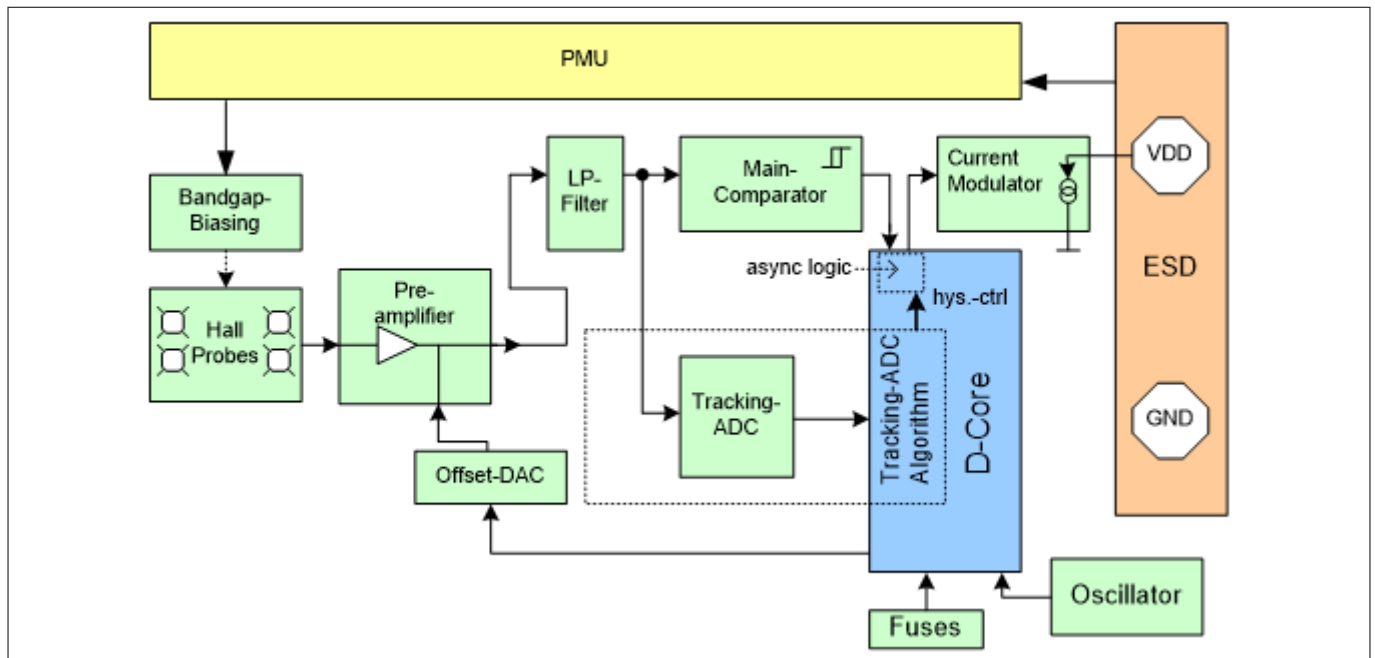 PMU
Bandgap-
Biasing
Hall
Probes
Pre-
amplifier
LP-
Filter
Main-
Comparator
Current
Modulator
VDD
ESD
GND
async logic
hys.-ctrl
Tracking-
ADC
Tracking-ADC
Algorithm
D-Core
Offset-DAC
Fuses
Oscillator